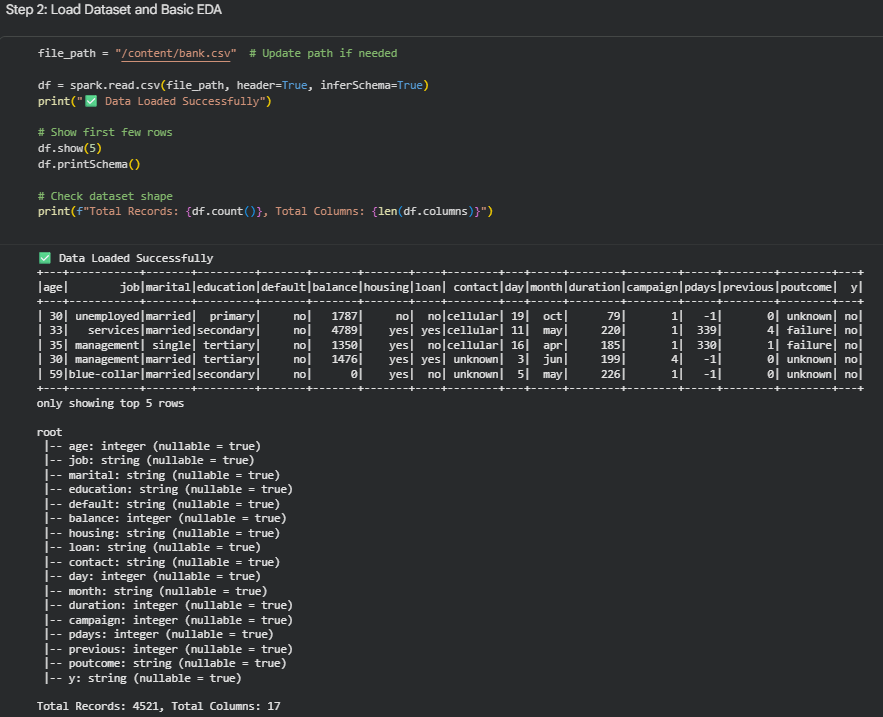 Step 2: Load Dataset and Basic EDA
file_path = "/content/bank.csv"  # Update path if needed
df = spark.read.csv(file_path, header=True, inferSchema=True)
print("✅ Data Loaded Successfully")
# Show first few rows
df.show(5)
df.printSchema()
# Check dataset shape
print(f"Total Records: {df.count()}, Total Columns: {len(df.columns)}")
✅ Data Loaded Successfully
+---+-----------+-------+---------+-------+-------+-------+----+--------+---+-----+--------+--------+-----+--------+--------+---+
|age|        job|marital|education|default|balance|housing|loan| contact|day|month|duration|campaign|pdays|previous|poutcome|  y|
+---+-----------+-------+---------+-------+-------+-------+----+--------+---+-----+--------+--------+-----+--------+--------+---+
| 30| unemployed|married|  primary|     no|   1787|     no|  no|cellular| 19|  oct|      79|       1|   -1|       0| unknown| no|
| 33|   services|married|secondary|     no|   4789|    yes| yes|cellular| 11|  may|     220|       1|  339|       4| failure| no|
| 35| management| single| tertiary|     no|   1350|    yes|  no|cellular| 16|  apr|     185|       1|  330|       1| failure| no|
| 30| management|married| tertiary|     no|   1476|    yes| yes| unknown|  3|  jun|     199|       4|   -1|       0| unknown| no|
| 59|blue-collar|married|secondary|     no|      0|    yes|  no| unknown|  5|  may|     226|       1|   -1|       0| unknown| no|
+---+-----------+-------+---------+-------+-------+-------+----+--------+---+-----+--------+--------+-----+--------+--------+---+
only showing top 5 rows
root
 |-- age: integer (nullable = true)
 |-- job: string (nullable = true)
 |-- marital: string (nullable = true)
 |-- education: string (nullable = true)
 |-- default: string (nullable = true)
 |-- balance: integer (nullable = true)
 |-- housing: string (nullable = true)
 |-- loan: string (nullable = true)
 |-- contact: string (nullable = true)
 |-- day: integer (nullable = true)
 |-- month: string (nullable = true)
 |-- duration: integer (nullable = true)
 |-- campaign: integer (nullable = true)
 |-- pdays: integer (nullable = true)
 |-- previous: integer (nullable = true)
 |-- poutcome: string (nullable = true)
 |-- y: string (nullable = true)
Total Records: 4521, Total Columns: 17